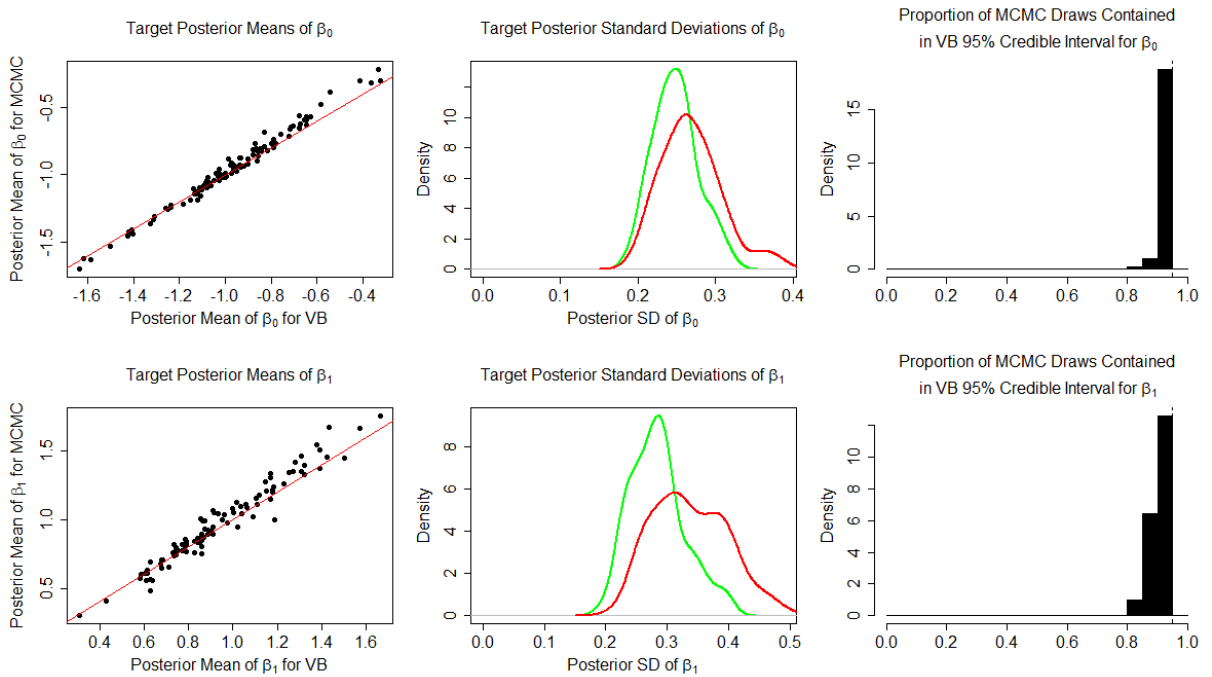 Target Posterior Means of β0
Posterior Mean of β0 for MCMC
-0.5
-1.0
-1.5
-1.6 -1.4 -1.2 -1.0 -0.8 -0.6 -0.4
Posterior Mean of β0 for VB
Target Posterior Standard Deviations of β0
Density
0 2 4 6 8 10 12
0.0 0.1 0.2 0.3 0.4
Posterior SD of β0
Proportion of MCMC Draws Contained
in VB 95% Credible Interval for β0
Density
0 5 10 15
0.0 0.2 0.4 0.6 0.8 1.0
Target Posterior Means of β1
Posterior Mean of β1 for MCMC
0.5 1.0 1.5
0.4 0.6 0.8 1.0 1.2 1.4 1.6
Posterior Mean of β1 for VB
Target Posterior Standard Deviations of β1
Density
0 2 4 6 8
0.0 0.1 0.2 0.3 0.4 0.5
Posterior SD of β1
Proportion of MCMC Draws Contained
in VB 95% Credible Interval for β1
Density
0 2 4 6 8 10
0.0 0.2 0.4 0.6 0.8 1.0